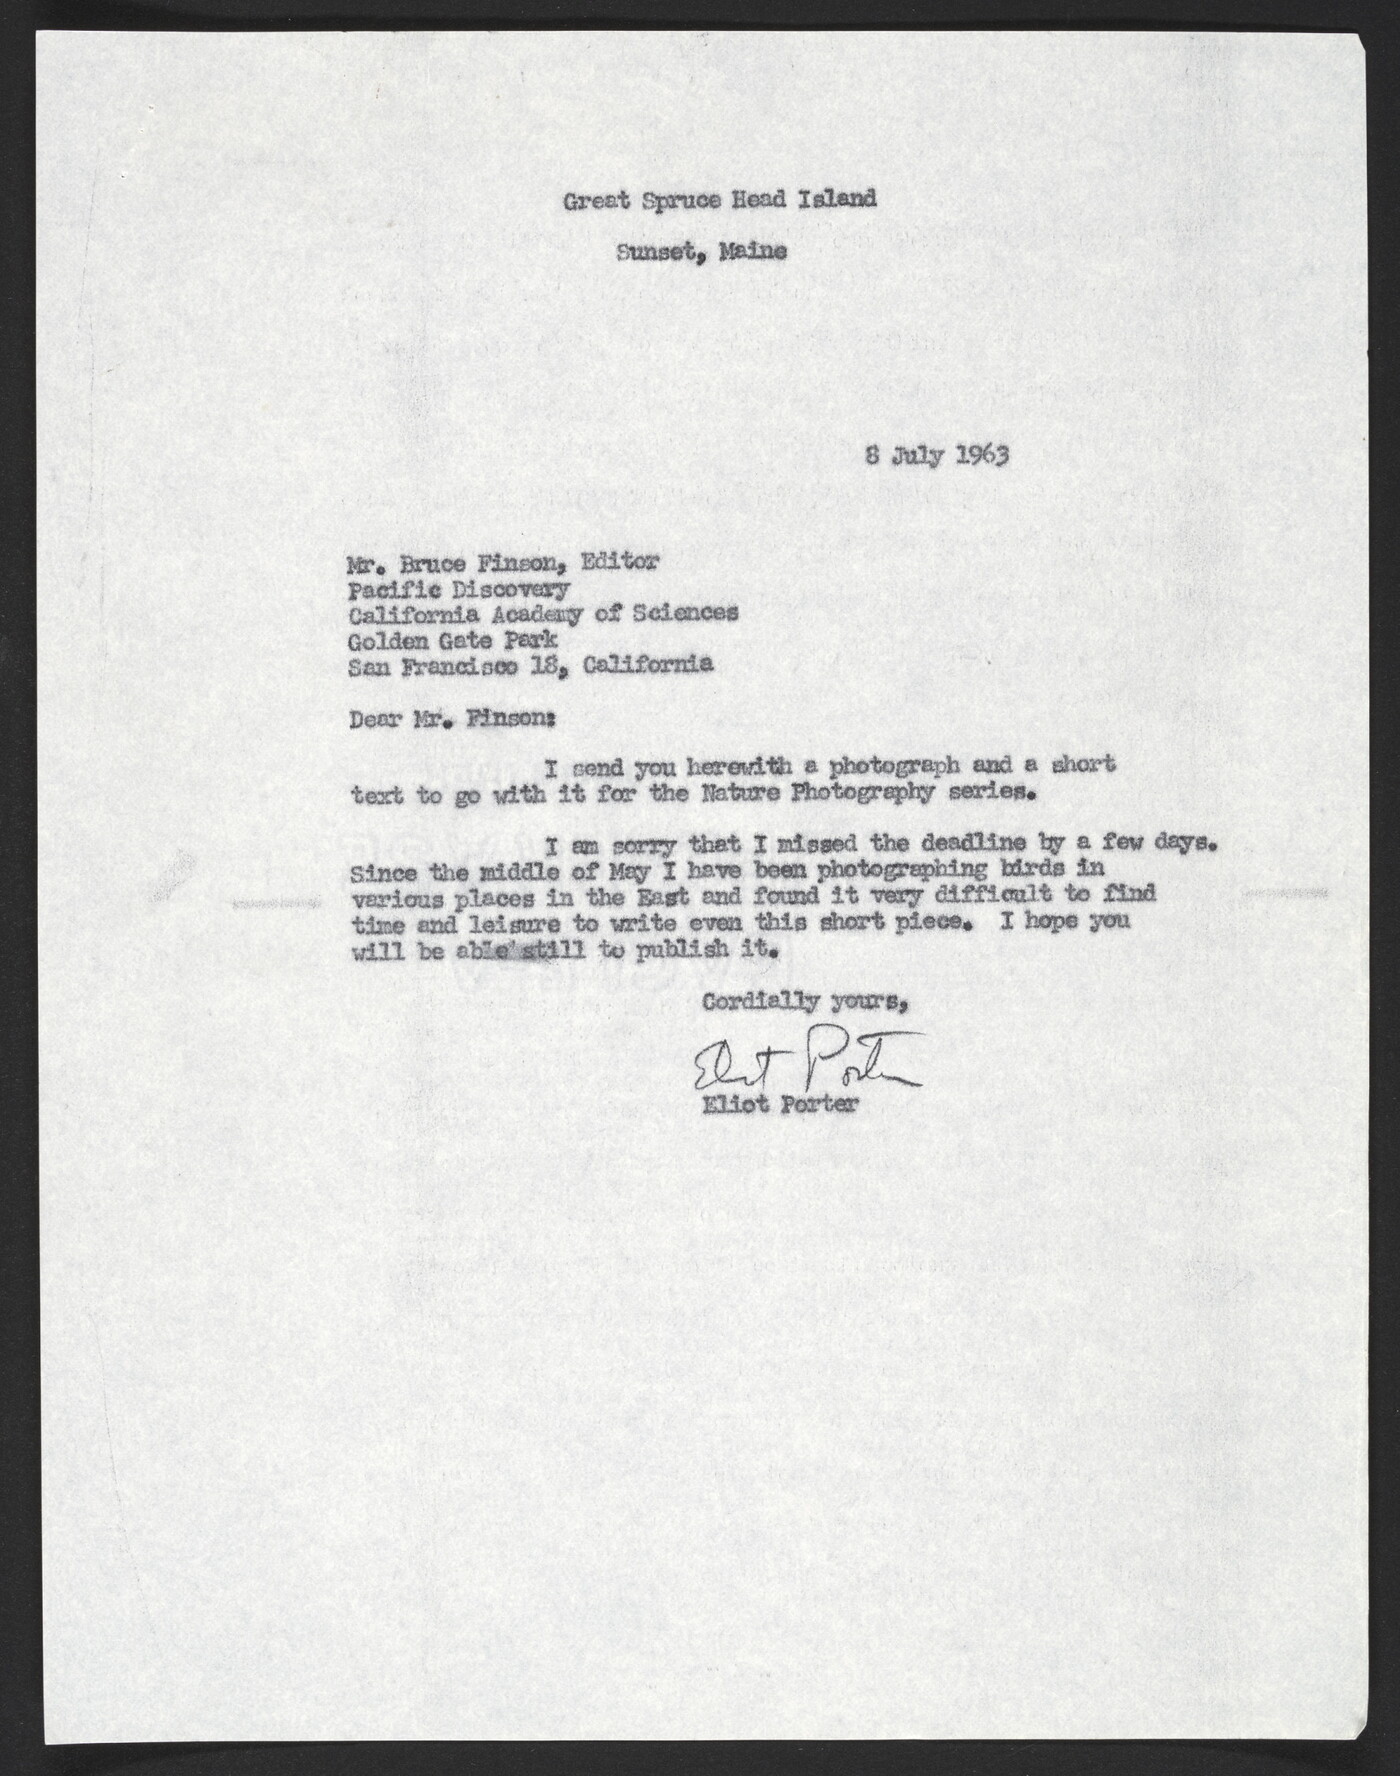 Great Spruce Head Island
Sunset, Maine
8 July 1963
Mr. Bruce Finson, Editor
Pacific Discovery
California Academy of Sciences
Golden Gate Park
San Francisco 18, California
Dear Mr. Finson:
I send you herewith a photograph and a short
text to go with it for the Nature Photography series.
I am sorry that I missed the deadline by a few days.
Since the middle of May I have been photographing birds in
various places in the East and found it very difficult to find
time and leisure to write even this short piece. I hope you
will be able still to publish it.
Cordially yours,
Eliot Porter
Eliot Porter